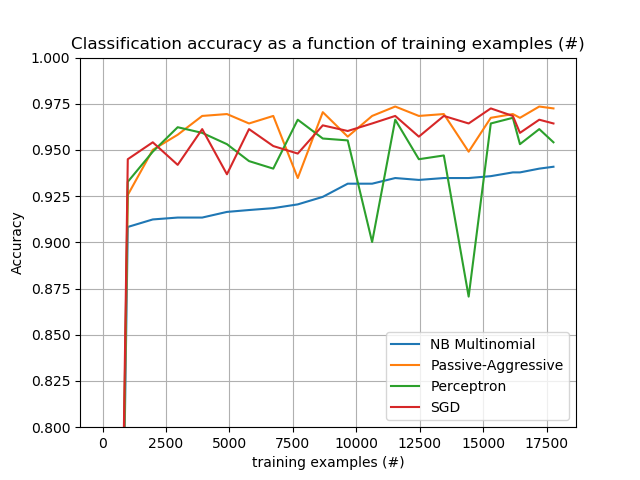 Classification accuracy as a function of training examples (#)
1.000
0.975
0.950
0.925
0.900
0.875
0.850
0.825
0.800
Accuracy
NB Multinomial
Passive-Aggressive
Perceptron
SGD
0 2500 5000 7500 10000 12500 15000 17500
training examples (#)